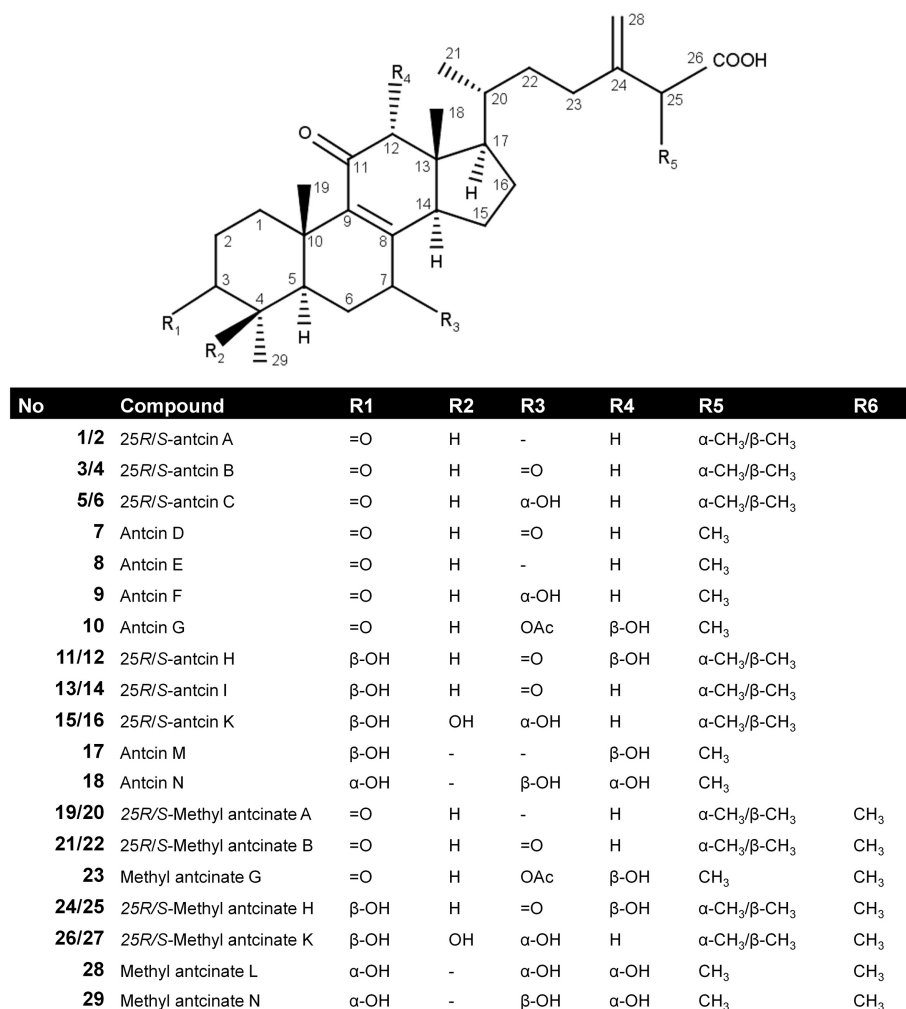 28
21
26
COOH
R4
22
24
25
20
23
18
R5
O
12
17
11
13
H
16
19
14
15
1
9
2
10
8
H
3
5
7
4
6
R1
H
R3
R2
29
No Compound R1 R2 R3 R4 R5 R6
1/2 25R/S-antcin A =O H - H α-CH3/β-CH3
3/4 25R/S-antcin B =O H =O H α-CH3/β-CH3
5/6 25R/S-antcin C =O H α-OH H α-CH3/β-CH3
7 Antcin D =O H =O H CH3
8 Antcin E =O H - H CH3
9 Antcin F =O H α-OH H CH3
10 Antcin G =O H OAc β-OH CH3
11/12 25R/S-antcin H β-OH H =O β-OH α-CH3/β-CH3
13/14 25R/S-antcin I β-OH H =O H α-CH3/β-CH3
15/16 25R/S-antcin K β-OH OH α-OH H α-CH3/β-CH3
17 Antcin M β-OH - - β-OH CH3
18 Antcin N α-OH - β-OH α-OH CH3
19/20 25R/S-Methyl antcinate A =O H - H α-CH3/β-CH3 CH3
21/22 25R/S-Methyl antcinate B =O H =O H α-CH3/β-CH3 CH3
23 Methyl antcinate G =O H OAc β-OH CH3 CH3
24/25 25R/S-Methyl antcinate H β-OH H =O β-OH α-CH3/β-CH3 CH3
26/27 25R/S-Methyl antcinate K β-OH OH α-OH H α-CH3/β-CH3 CH3
28 Methyl antcinate L α-OH - α-OH α-OH CH3 CH3
29 Methyl antcinate N α-OH - β-OH α-OH CH3 CH3